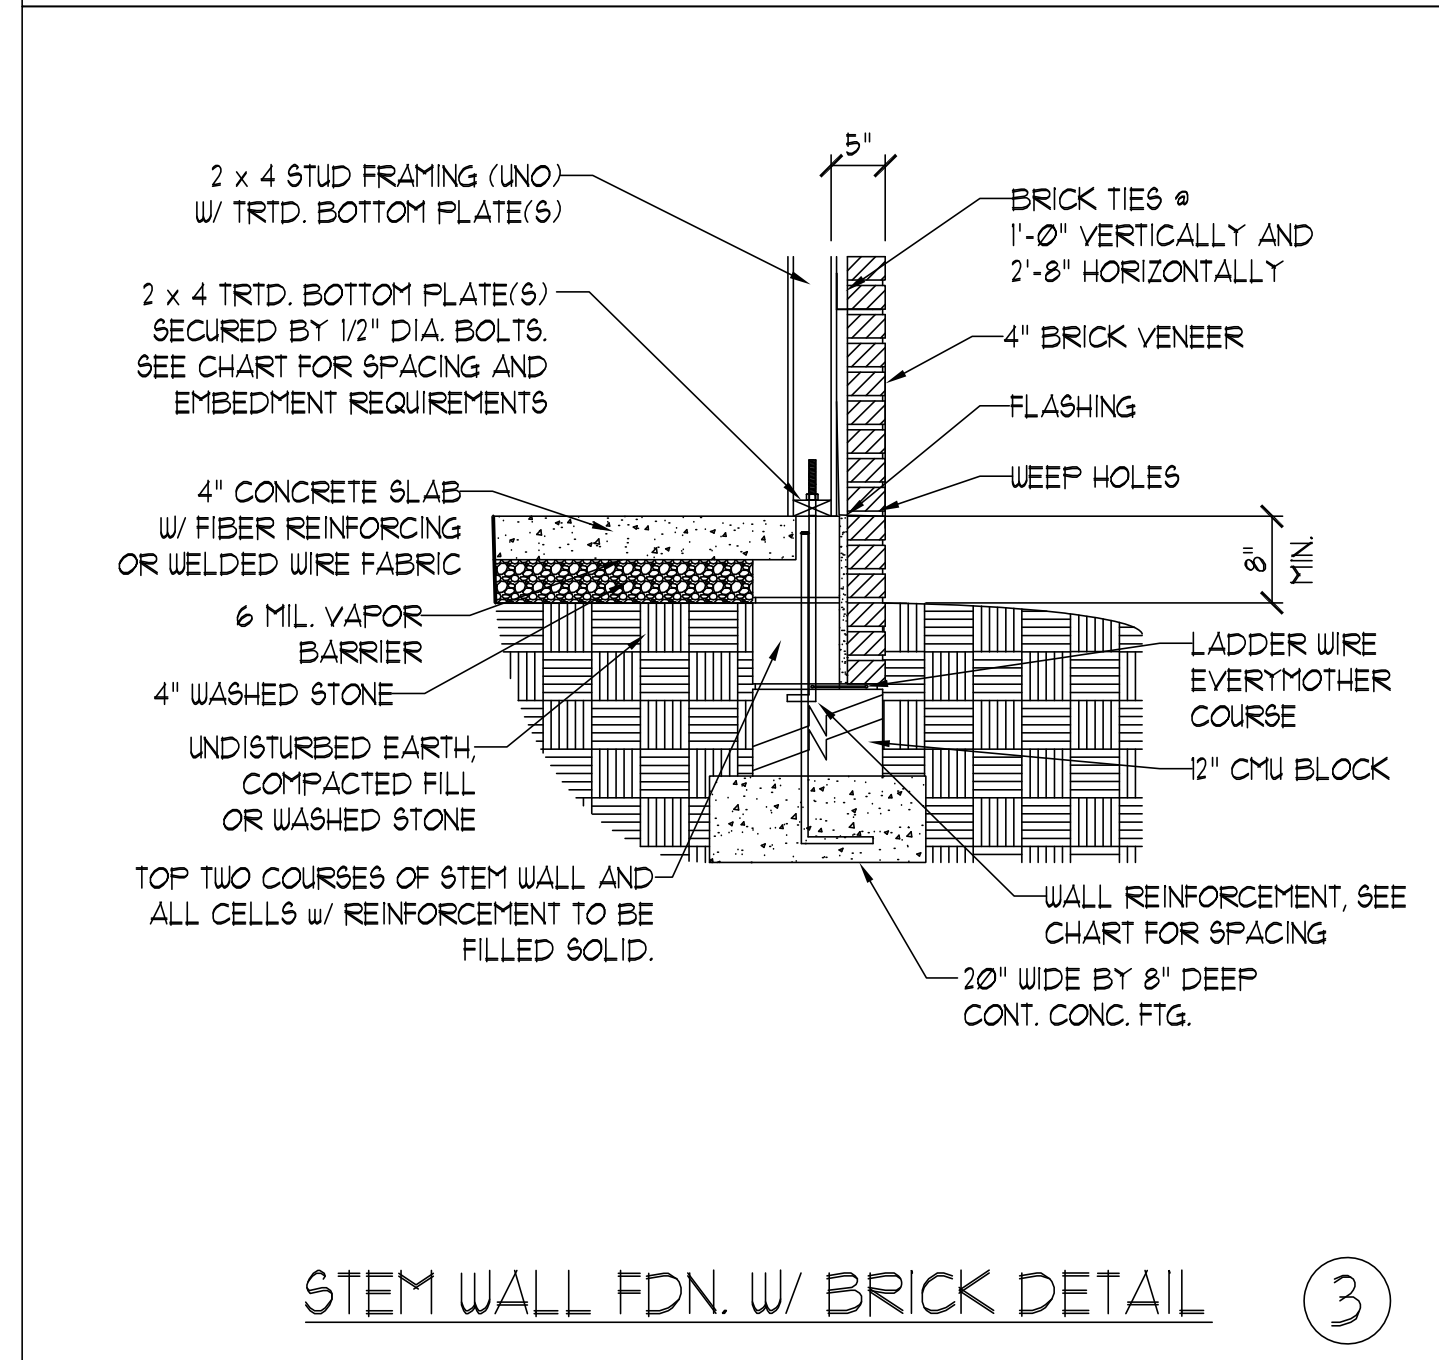 5"
2 x 4 STUD FRAMING (UNO)
W/ TRTD. BOTTOM PLATE(S)
2 x 4 TRTD. BOTTOM PLATE(S)
SECURED BY 1/2" DIA. BOLTS.
SEE CHART FOR SPACING AND
EMBEDMENT REQUIREMENTS
4" CONCRETE SLAB
W/ FIBER REINFORCING
OR WELDED WIRE FABRIC
6 MIL. VAPOR
BARRIER
4" WASHED STONE
UNDISTURBED EARTH,
COMPACTED FILL
OR WASHED STONE
TOP TWO COURSES OF STEM WALL AND
ALL CELLS w/ REINFORCEMENT TO BE
FILLED SOLID.
BRICK TIES @
1'-0" VERTICALLY AND
2'-8" HORIZONTALLY
4" BRICK VENEER
FLASHING
WEEP HOLES
8"
MIN.
LADDER WIRE
EVERYMOTHER
COURSE
12" CMU BLOCK
WALL REINFORCEMENT, SEE
CHART FOR SPACING
20" WIDE BY 8" DEEP
CONT. CONC. FTG.
STEM WALL FDN. W/ BRICK DETAIL
3